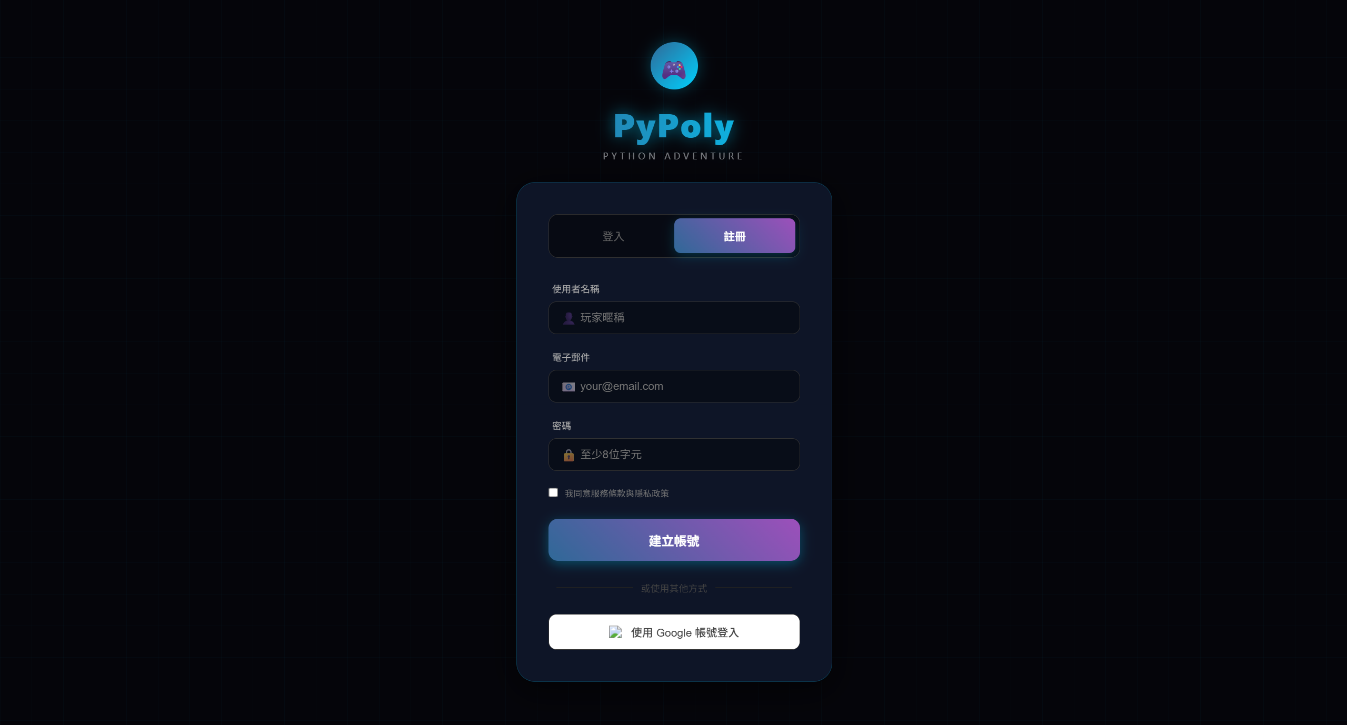 PyPoly
PYTHON ADVENTURE
登入
註冊
使用者名稱
玩家暱稱
電子郵件
your@email.com
密碼
至少8位字元
我同意服務條款與隱私政策
建立帳號
或使用其他方式
使用 Google 帳號登入